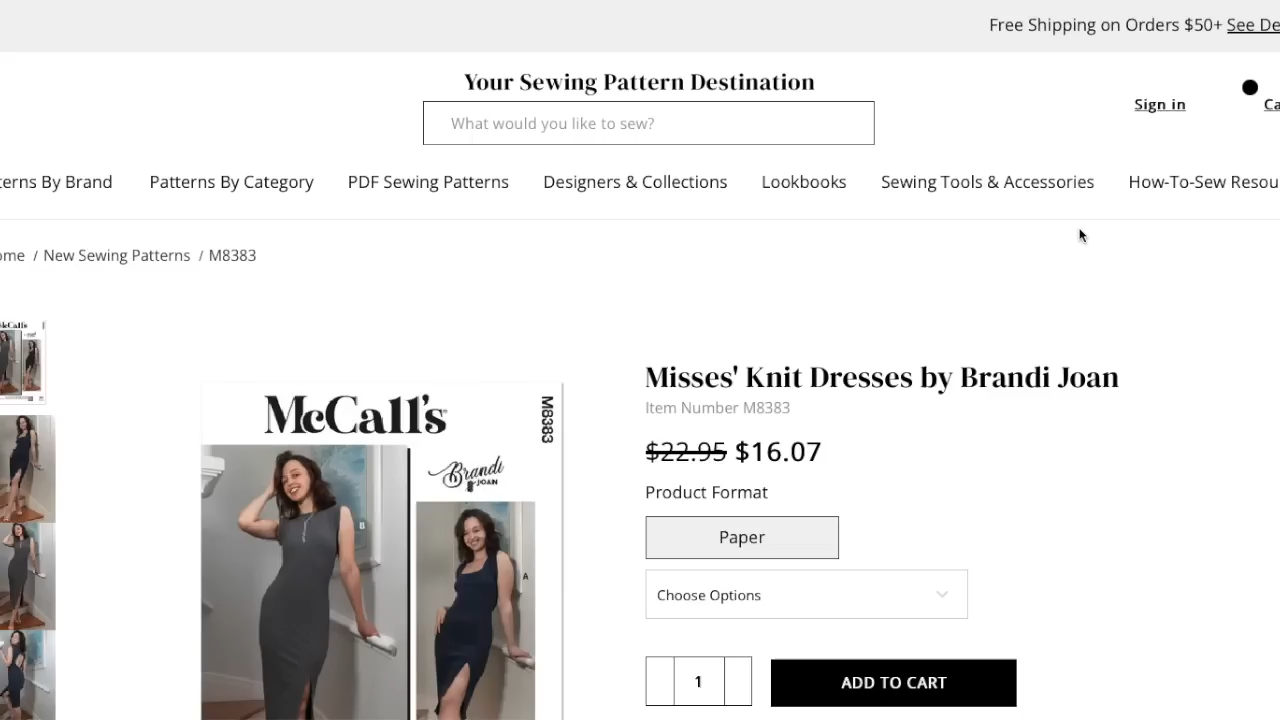 Free Shipping on Orders $50+ See De
Your Sewing Pattern Destination
What would you like to sew?
Sign in
Ca
terns By Brand
Patterns By Category
PDF Sewing Patterns
Designers & Collections
Lookbooks
Sewing Tools & Accessories
How-To-Sew Resou
ome / New Sewing Patterns / M8383
McCall's
M8383
Brandi
JOAN
B
A
Misses' Knit Dresses by Brandi Joan
Item Number M8383
$22.95 $16.07
Product Format
Paper
Choose Options
1
ADD TO CART